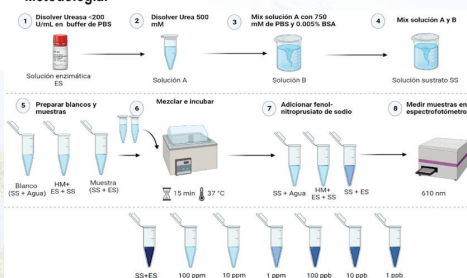 Metodología:
1 Disolver Ureasa <200
U/mL en buffer de PBS
2 Disolver Urea 500
mM
3 Mix solución A con 750
mM de PBS y 0.005% BSA
4 Mix solución A y B
Solución enzimática
ES
Solución A
Solución B
Solución sustrato SS
5 Preparar blancos y
muestras
6 Mezclar e incubar
7 Adicionar fenol-
nitroprusiato de sodio
8 Medir muestras en
espectrofotómetro
Blanco
(SS + Agua)
HM+
ES + SS
Muestra
(SS + ES)
15 min 37 °C
SS + Agua
HM+
ES + SS
SS + ES
610 nm
SS+ES 100 ppm 10 ppm 1 ppm 100 ppb 10 ppb 1 ppb